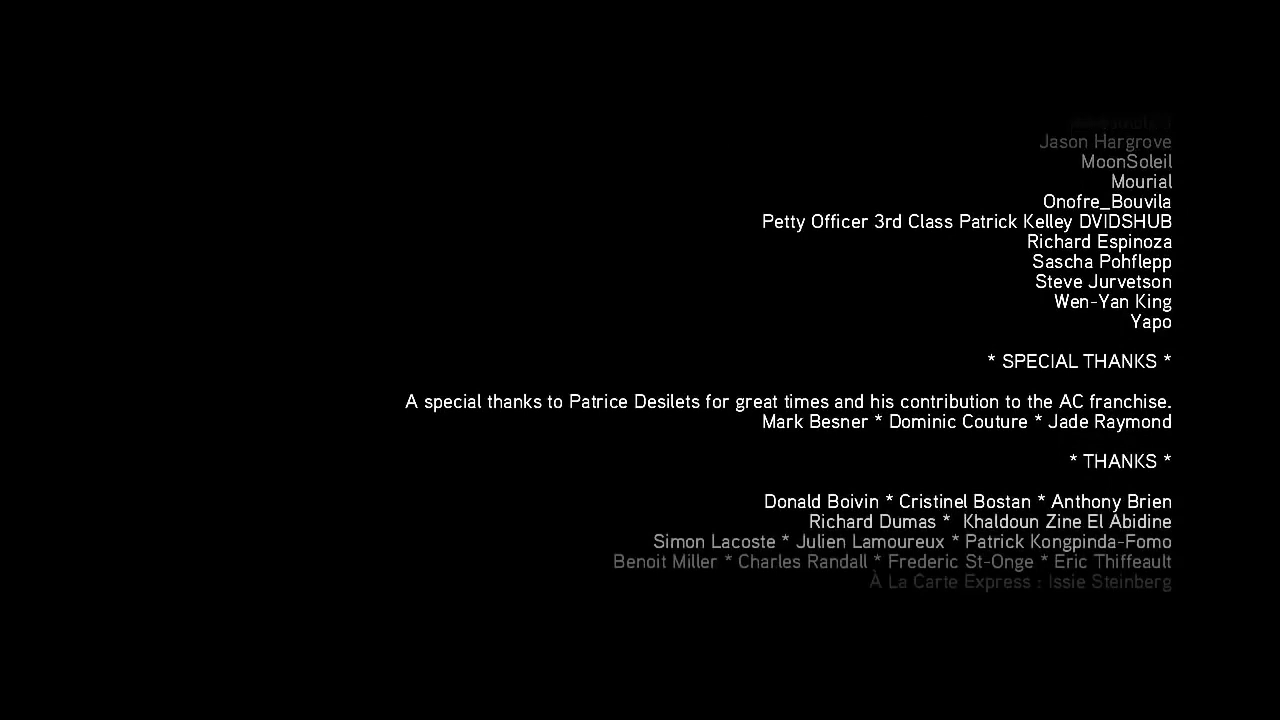 Jason Hargrove
MoonSoleil
Mourial
Onofre_Bouvila
Petty Officer 3rd Class Patrick Kelley DVIDSHUB
Richard Espinoza
Sascha Pohflepp
Steve Jurvetson
Wen-Yan King
Yapo
* SPECIAL THANKS *
A special thanks to Patrice Desilets for great times and his contribution to the AC franchise.
Mark Besner * Dominic Couture * Jade Raymond
* THANKS *
Donald Boivin * Cristinel Bostan * Anthony Brien
Richard Dumas *  Khaldoun Zine El Abidine
Simon Lacoste * Julien Lamoureux * Patrick Kongpinda-Fomo
Benoit Miller * Charles Randall * Frederic St-Onge * Eric Thiffeault
À La Carte Express : Issie Steinberg